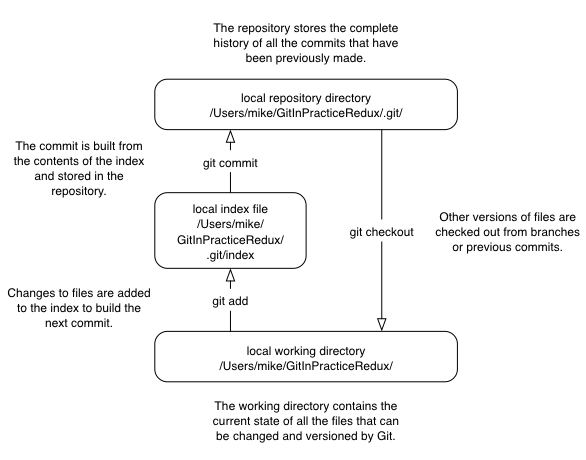 The repository stores the complete
history of all the commits that have
been previously made.
local repository directory
/Users/mike/GitInPracticeRedux/.git/
The commit is built from
the contents of the index
and stored in the
repository.
git commit
local index file
/Users/mike/
GitInPracticeRedux/
.git/index
git checkout
Other versions of files are
checked out from branches
or previous commits.
Changes to files are added
to the index to build the
next commit.
git add
local working directory
/Users/mike/GitInPracticeRedux/
The working directory contains the
current state of all the files that can
be changed and versioned by Git.